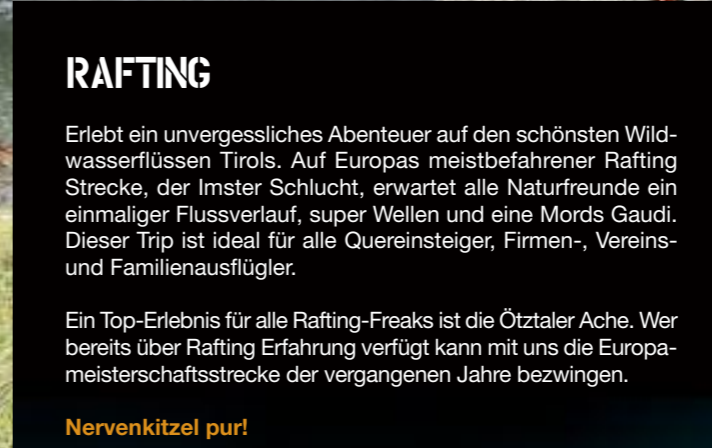 RAFTING
Erlebt ein unvergessliches Abenteuer auf den schönsten Wild-
wasserflüssen Tirols. Auf Europas meistbefahrener Rafting
Strecke, der Imster Schlucht, erwartet alle Naturfreunde ein
einmaliger Flussverlauf, super Wellen und eine Mords Gaudi.
Dieser Trip ist ideal für alle Quereinsteiger, Firmen-, Vereins-
und Familienausflügler.
Ein Top-Erlebnis für alle Rafting-Freaks ist die Ötztaler Ache. Wer
bereits über Rafting Erfahrung verfügt kann mit uns die Europa-
meisterschaftsstrecke der vergangenen Jahre bezwingen.
Nervenkitzel pur!